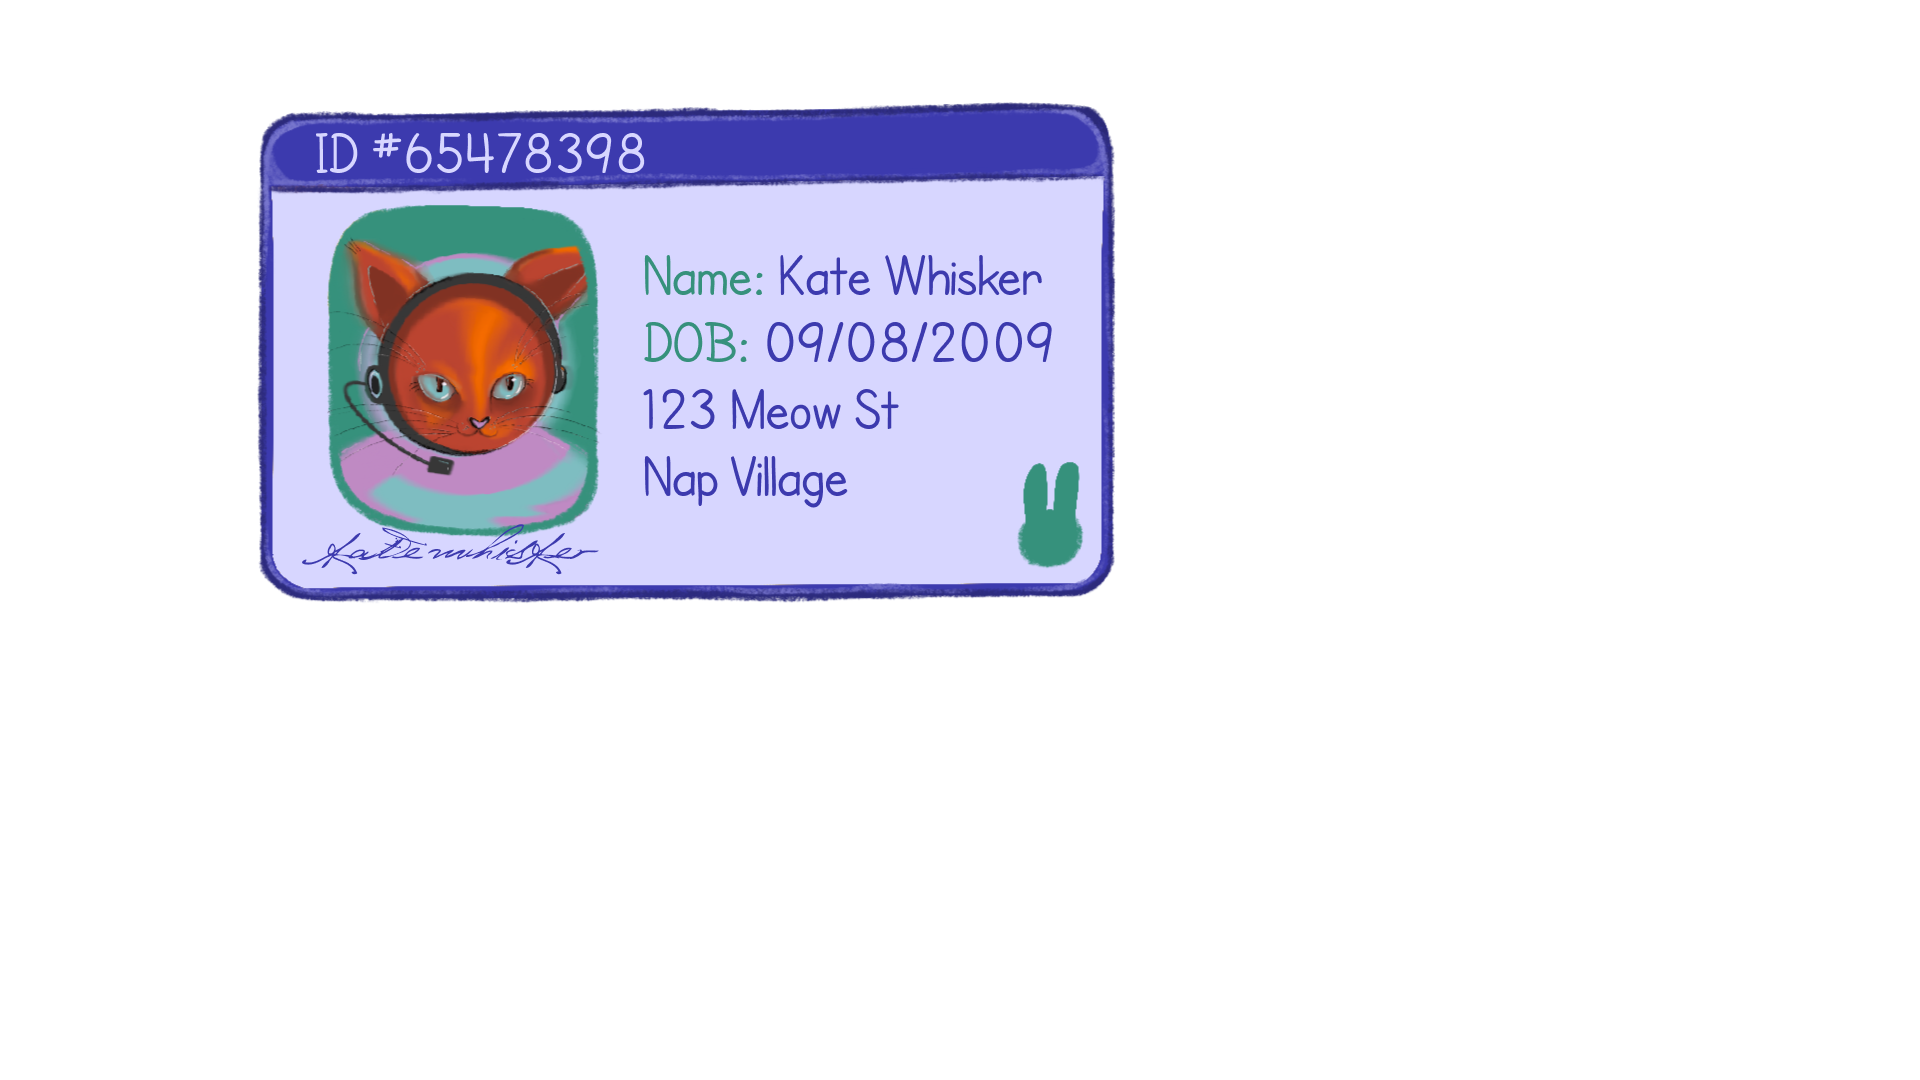 ID #65478398
Name: Kate Whisker
DOB: 09/08/2009
123 Meow St
Nap Village
kate whisker